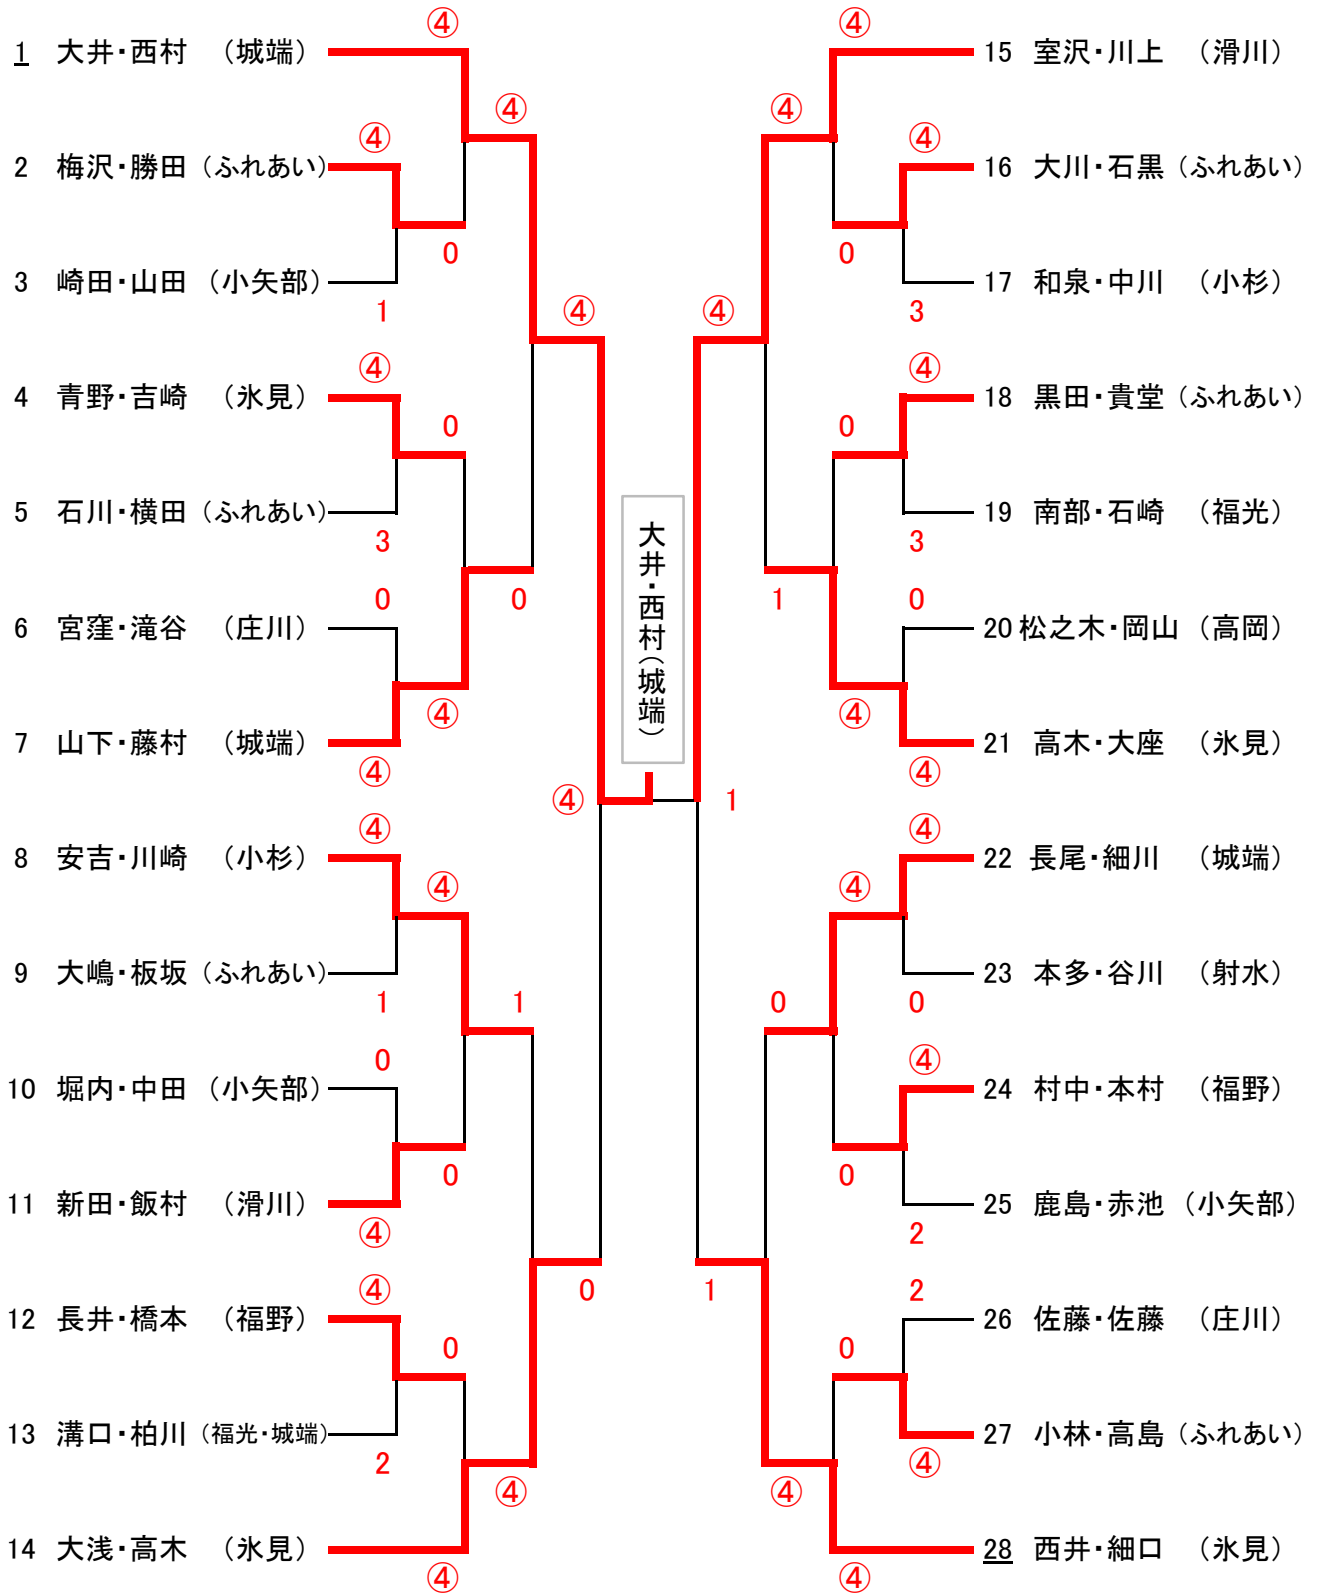 ④
1 大井・西村 (城端)
④
④
2 梅沢・勝田 (ふれあい)
0
3 崎田・山田 (小矢部)
1
④
④
4 青野・吉崎 (氷見)
0
5 石川・横田 (ふれあい)
3
0
0
6 宮窪・滝谷 (庄川)
④
7 山下・藤村 (城端)
④
④
④
8 安吉・川崎 (小杉)
④
9 大嶋・板坂 (ふれあい)
1
1
0
10 堀内・中田 (小矢部)
0
11 新田・飯村 (滑川)
④
④
0
12 長井・橋本 (福野)
0
13 溝口・柏川 (福光・城端)
2
④
14 大浅・高木 (氷見)
④
大井・西村(城端)
④
15 室沢・川上 (滑川)
④
④
16 大川・石黒 (ふれあい)
0
17 和泉・中川 (小杉)
3
④
④
18 黒田・貴堂 (ふれあい)
0
19 南部・石崎 (福光)
3
1
0
20 松之木・岡山 (高岡)
④
21 高木・大座 (氷見)
④
1
④
22 長尾・細川 (城端)
④
23 本多・谷川 (射水)
0
0
④
24 村中・本村 (福野)
0
25 鹿島・赤池 (小矢部)
2
1
2
26 佐藤・佐藤 (庄川)
0
27 小林・高島 (ふれあい)
④
④
28 西井・細口 (氷見)
④